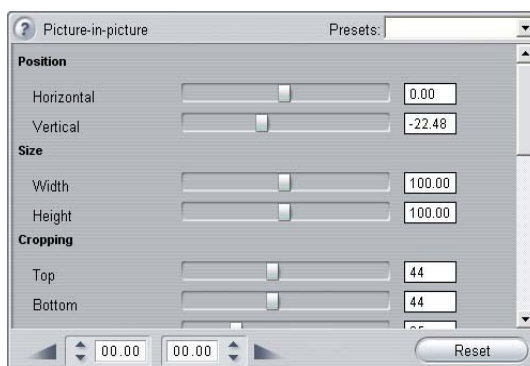 ? Picture-in-picture Presets:
Position
Horizontal 0.00
Vertical -22.48
Size
Width 100.00
Height 100.00
Cropping
Top 44
Bottom 44
00.00 00.00 Reset